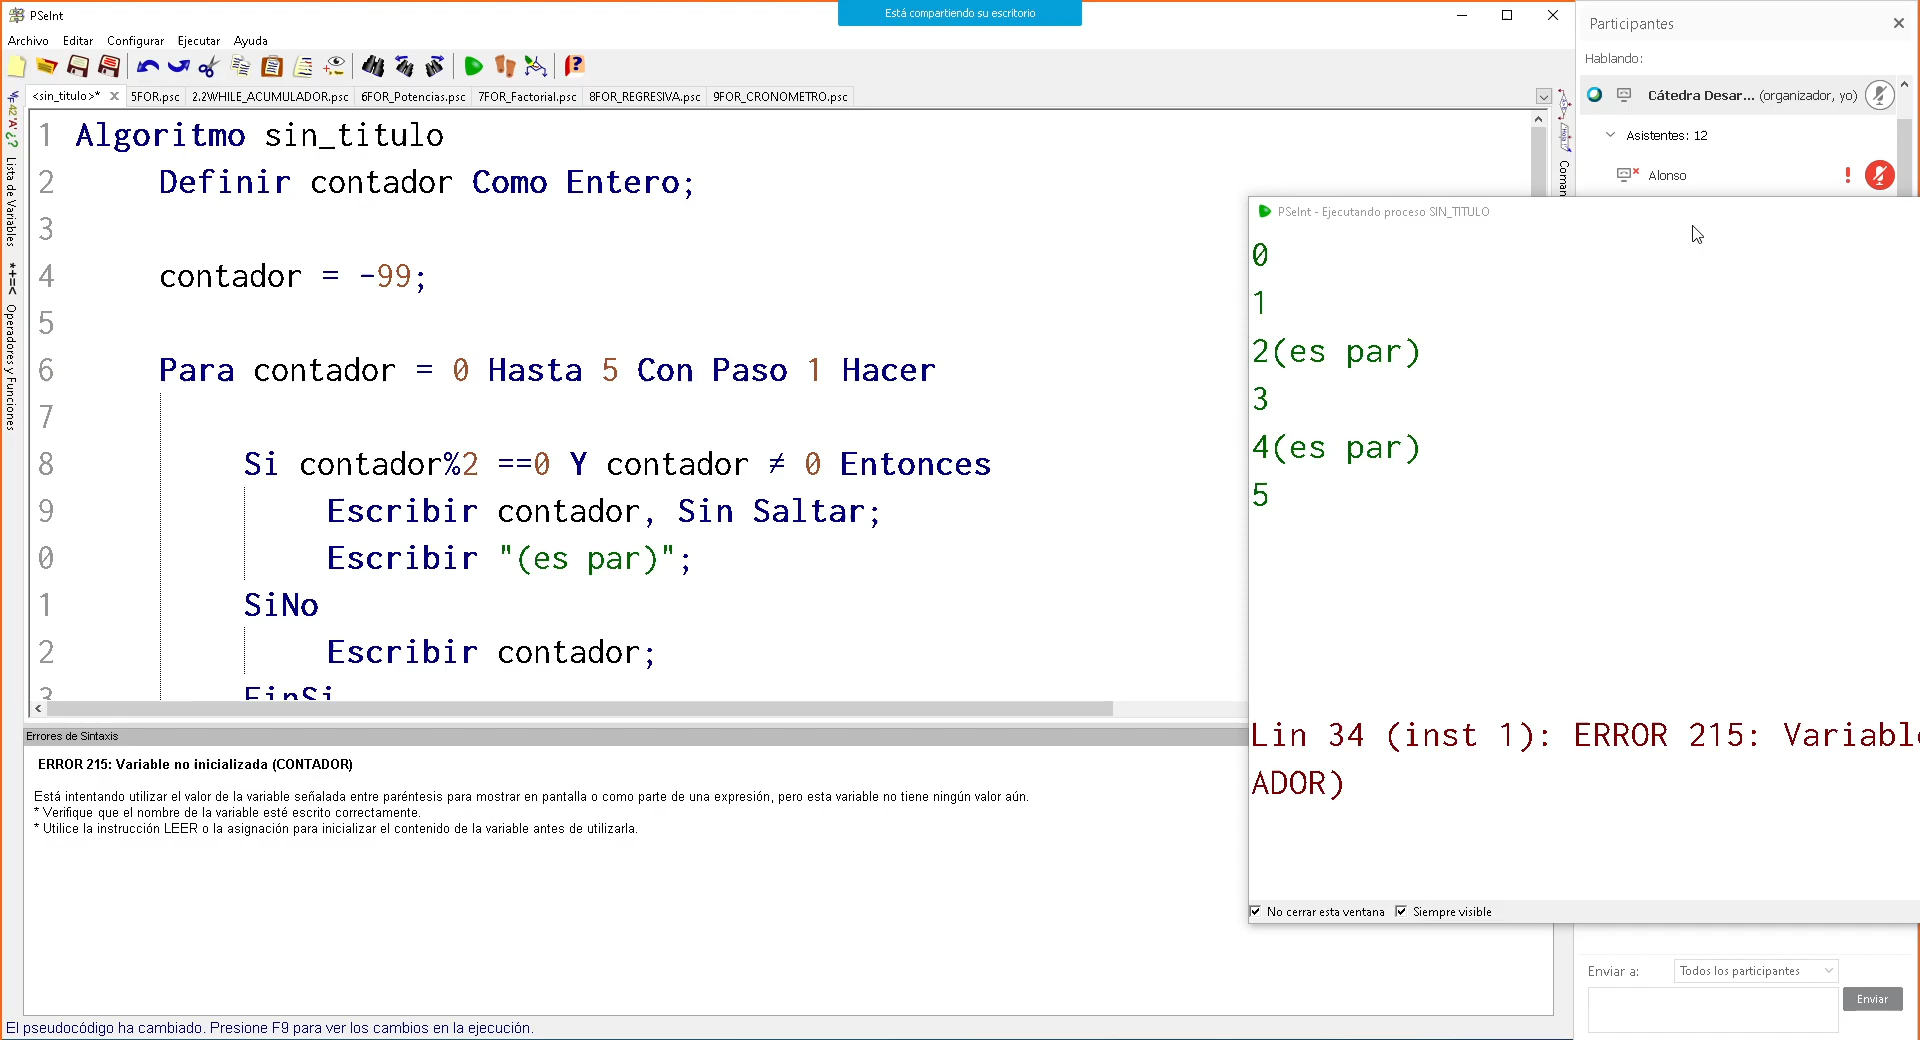 PSeInt
Está compartiendo su escritorio
Archivo Editar Configurar Ejecutar Ayuda
<sin_titulo>* 5FOR.psc 2.2WHILE_ACUMULADOR.psc 6FOR_Potencias.psc 7FOR_Factorial.psc 8FOR_REGRESIVA.psc 9FOR_CRONOMETRO.psc
Lista de Variables
*+=< Operadores y Funciones
1 Algoritmo sin_titulo
2 Definir contador Como Entero;
3
4 contador = -99;
5
6 Para contador = 0 Hasta 5 Con Paso 1 Hacer
7
8 Si contador%2 ==0 Y contador ≠ 0 Entonces
9 Escribir contador, Sin Saltar;
0 Escribir "(es par)";
1 SiNo
2 Escribir contador;
3 FinSi
Coman
Errores de Sintaxis
ERROR 215: Variable no inicializada (CONTADOR)
Está intentando utilizar el valor de la variable señalada entre paréntesis para mostrar en pantalla o como parte de una expresión, pero esta variable no tiene ningún valor aún.
* Verifique que el nombre de la variable esté escrito correctamente.
* Utilice la instrucción LEER o la asignación para inicializar el contenido de la variable antes de utilizarla.
El pseudocódigo ha cambiado. Presione F9 para ver los cambios en la ejecución.
Participantes
Hablando:
Cátedra Desar... (organizador, yo)
Asistentes: 12
Alonso
PSeInt - Ejecutando proceso SIN_TITULO
0
1
2(es par)
3
4(es par)
5
Lin 34 (inst 1): ERROR 215: Variabl
ADOR)
No cerrar esta ventana Siempre visible
Enviar a: Todos los participantes
Enviar